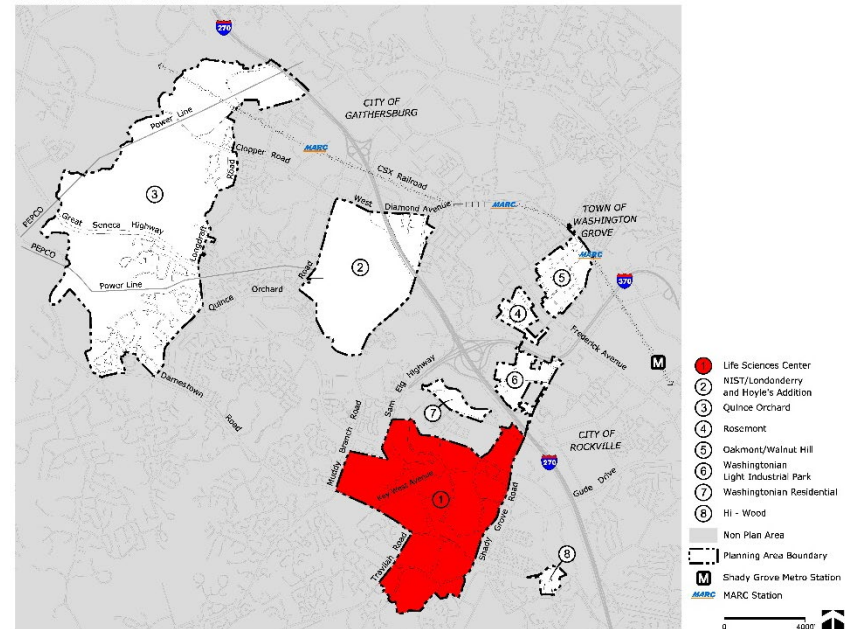 270
CITY OF
GAITHERSBURG
Power Line
Clopper Road
MARC
CSX Railroad
3
Road
West Diamond Avenue
MARC
TOWN OF
WASHINGTON
GROVE
MARC
PEPCO
Great Seneca Highway
Longdraft
2
5
370
PEPCO
Power Line
Quince Orchard Road
4
Frederick Avenue
M
Darnestown Road
Sam Eig Highway
6
7
Muddy Branch Road
CITY OF
ROCKVILLE
270
Gude Drive
Key West Avenue
1
Shady Grove Road
Travilah Road
8
1 Life Sciences Center
2 NIST/Londonderry
and Hoyle's Addition
3 Quince Orchard
4 Rosemont
5 Oakmont/Walnut Hill
6 Washingtonian
Light Industrial Park
7 Washingtonian Residential
8 Hi - Wood
Non Plan Area
Planning Area Boundary
M Shady Grove Metro Station
MARC MARC Station
0 4000'